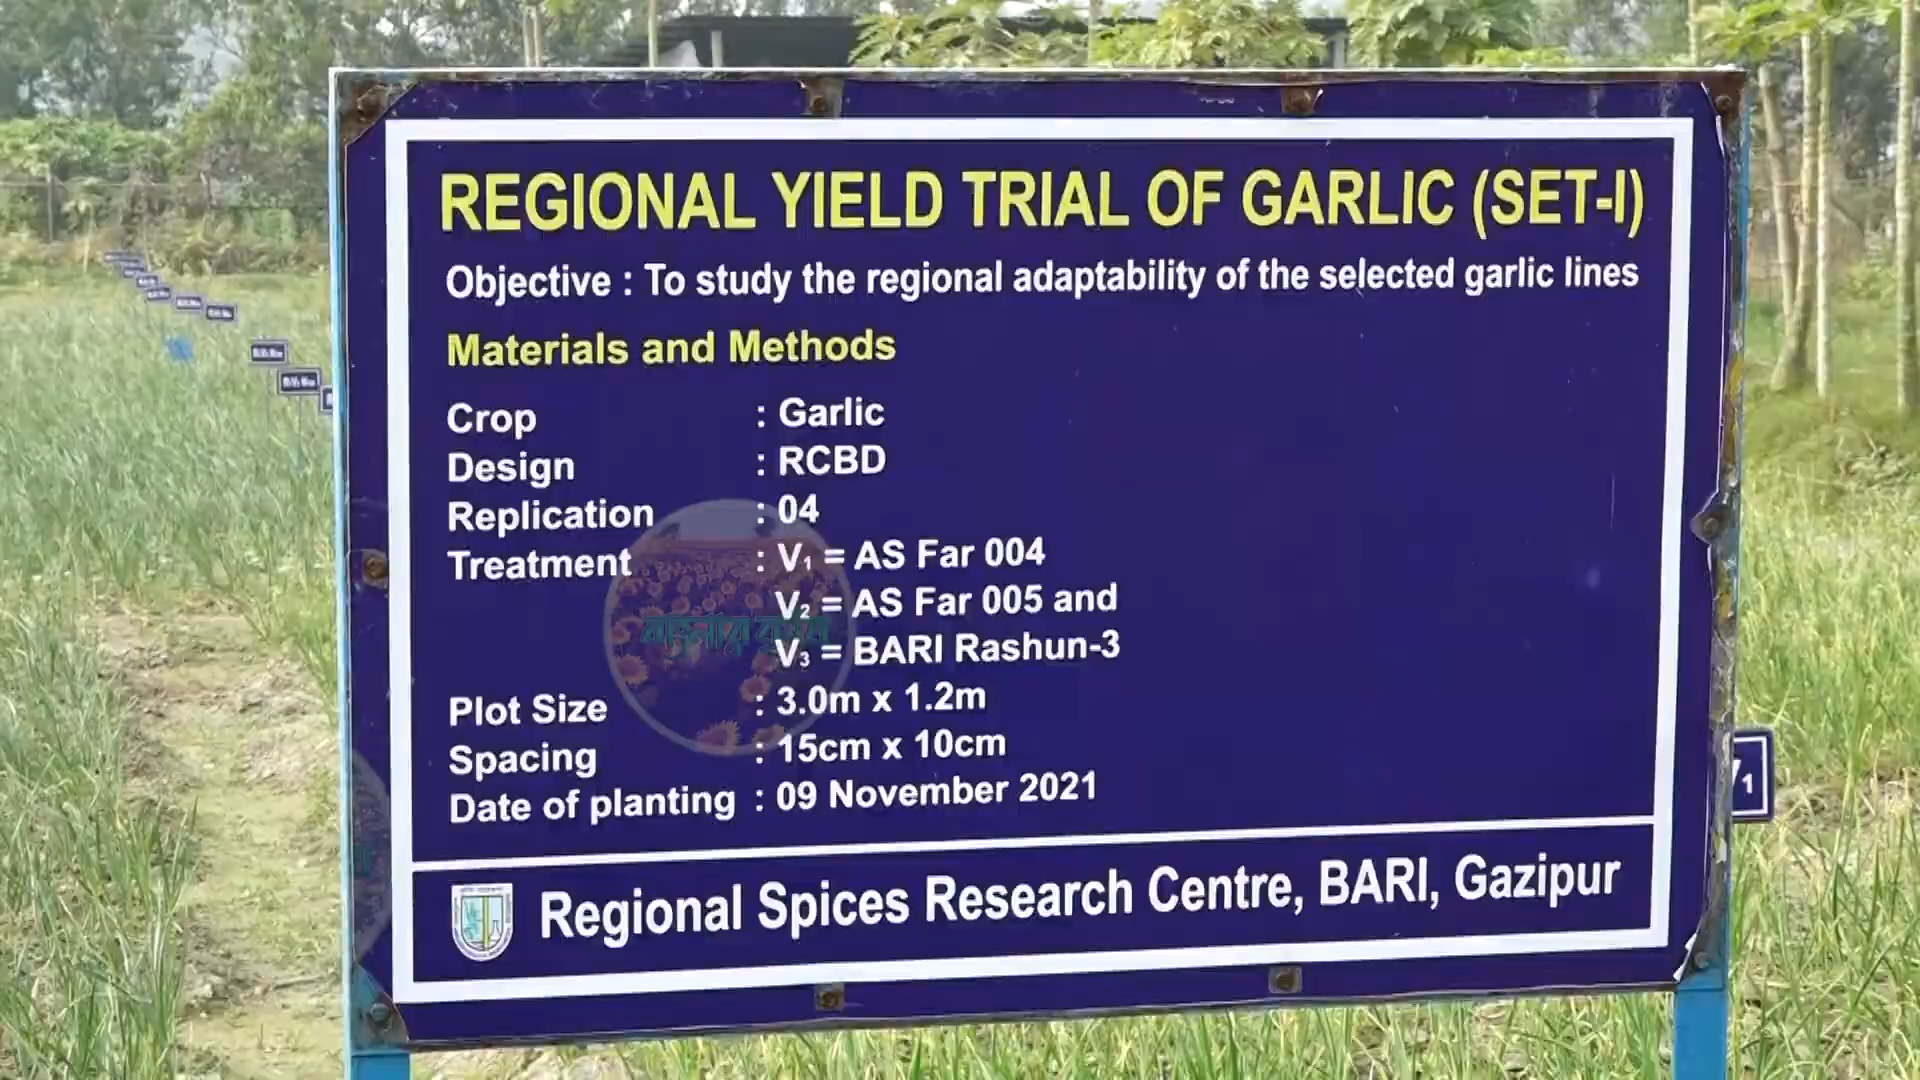 REGIONAL YIELD TRIAL OF GARLIC (SET-I)
Objective : To study the regional adaptability of the selected garlic lines
Materials and Methods
Crop : Garlic
Design : RCBD
Replication : 04
Treatment : V₁ = AS Far 004
V₂ = AS Far 005 and
V₃ = BARI Rashun-3
Plot Size : 3.0m x 1.2m
Spacing : 15cm x 10cm
Date of planting : 09 November 2021
Regional Spices Research Centre, BARI, Gazipur